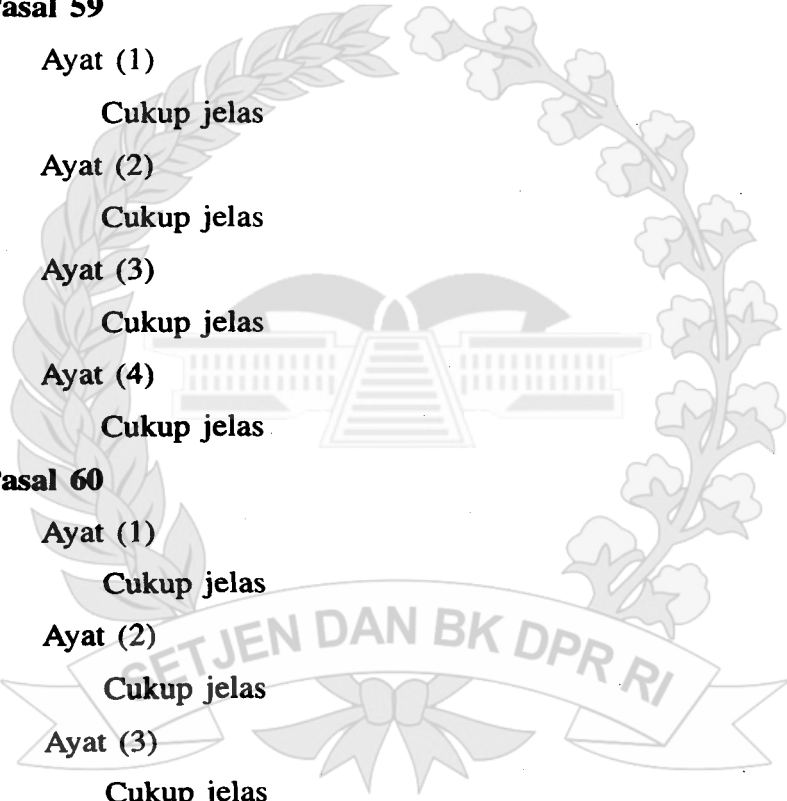 Pasal 59
Ayat (1)
Cukup jelas
Ayat (2)
Cukup jelas
Ayat (3)
Cukup jelas
Ayat (4)
Cukup jelas
Pasal 60
Ayat (1)
Cukup jelas
Ayat (2)
SETJEN DAN BK DPR RI
Cukup jelas
Ayat (3)
Cukup jelas